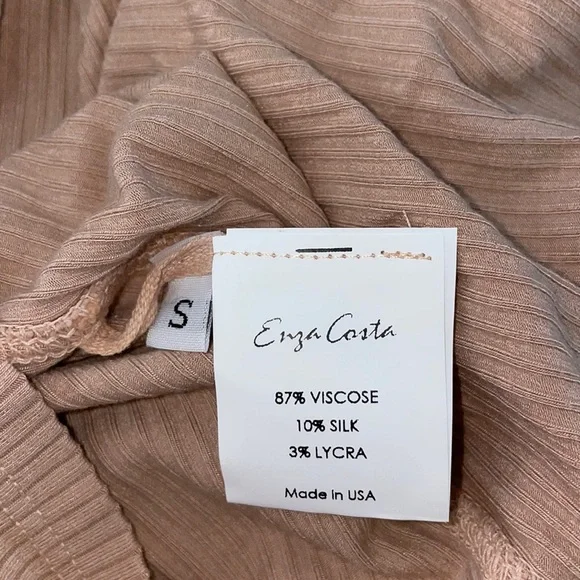 S
Enza Costa
87% VISCOSE
10% SILK
3% LYCRA
Made in USA